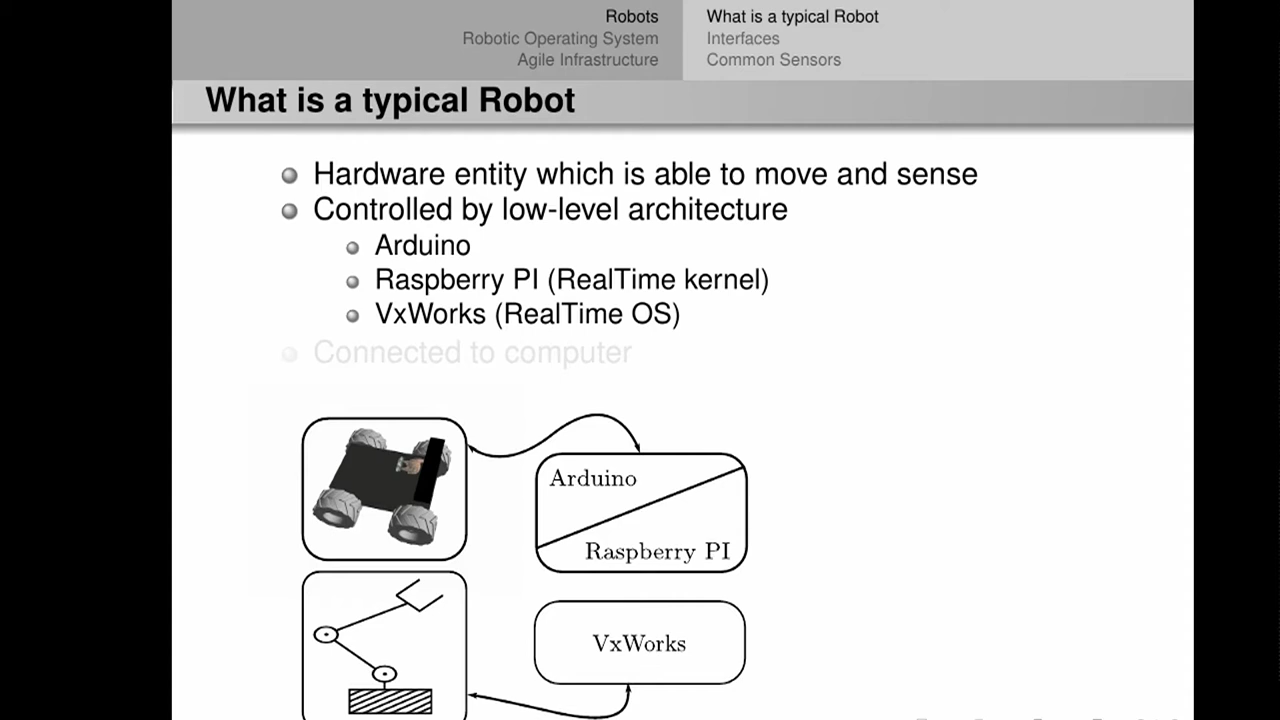 Robots
Robotic Operating System
Agile Infrastructure
What is a typical Robot
Interfaces
Common Sensors
What is a typical Robot
Hardware entity which is able to move and sense
Controlled by low-level architecture
Arduino
Raspberry PI (RealTime kernel)
VxWorks (RealTime OS)
Connected to computer
Arduino
Raspberry PI
VxWorks